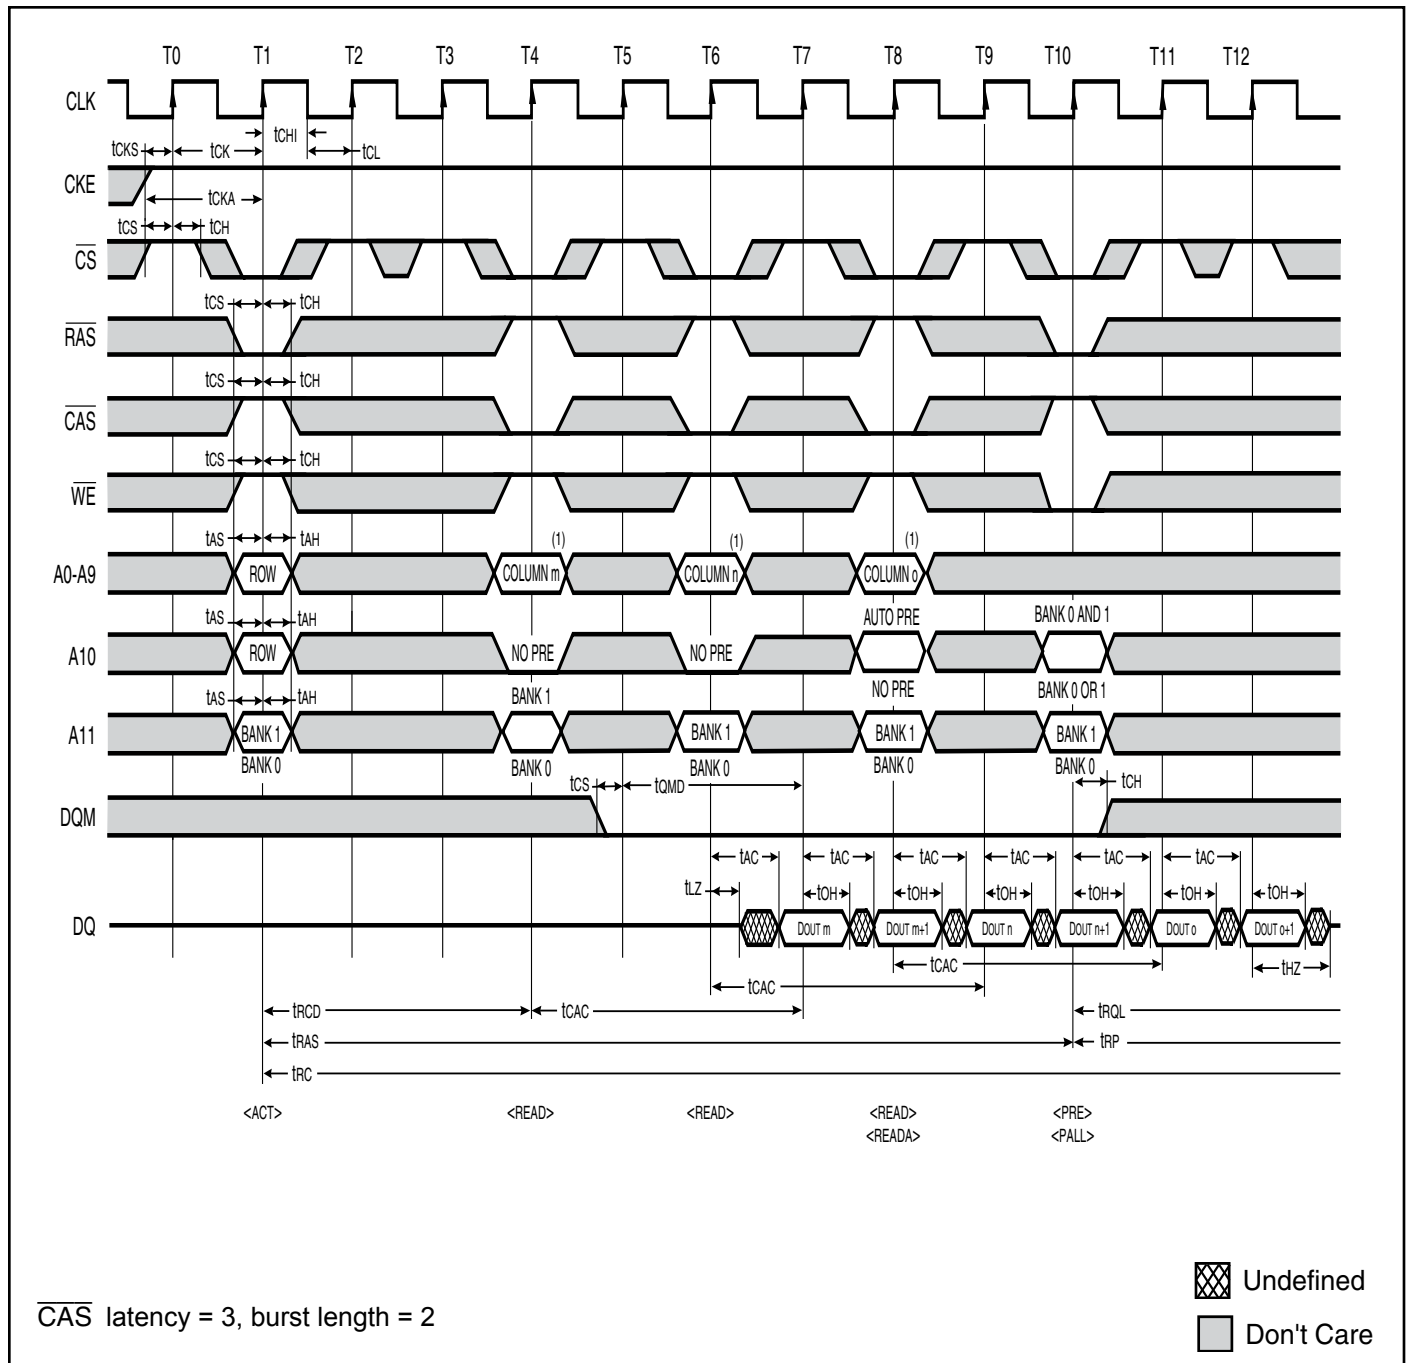 T0 T1 T2 T3 T4 T5 T6 T7 T8 T9 T10 T11 T12
CLK
tCHI
tCKS tCK tCL
CKE
tCKA
tCS tCH
CS
tCS tCH
RAS
tCS tCH
CAS
tCS tCH
WE
tAS tAH (1) (1) (1)
A0-A9 ROW COLUMN m COLUMN n COLUMN o
tAS tAH AUTO PRE BANK 0 AND 1
A10 ROW NO PRE NO PRE
tAS tAH BANK 1 NO PRE BANK 0 OR 1
A11 BANK 1 BANK 1 BANK 1 BANK 1
BANK 0 BANK 0 BANK 0 BANK 0 BANK 0
tCS tQMD tCH
DQM
tAC tAC tAC tAC tAC tAC
tLZ tOH tOH tOH tOH tOH tOH
DQ DOUT m DOUT m+1 DOUT n DOUT n+1 DOUT o DOUT o+1
tCAC tHZ
tCAC
tRCD tCAC tRQL
tRAS tRP
tRC
<ACT> <READ> <READ> <READ> <PRE>
<READA> <PALL>
Undefined
CAS latency = 3, burst length = 2
Don't Care